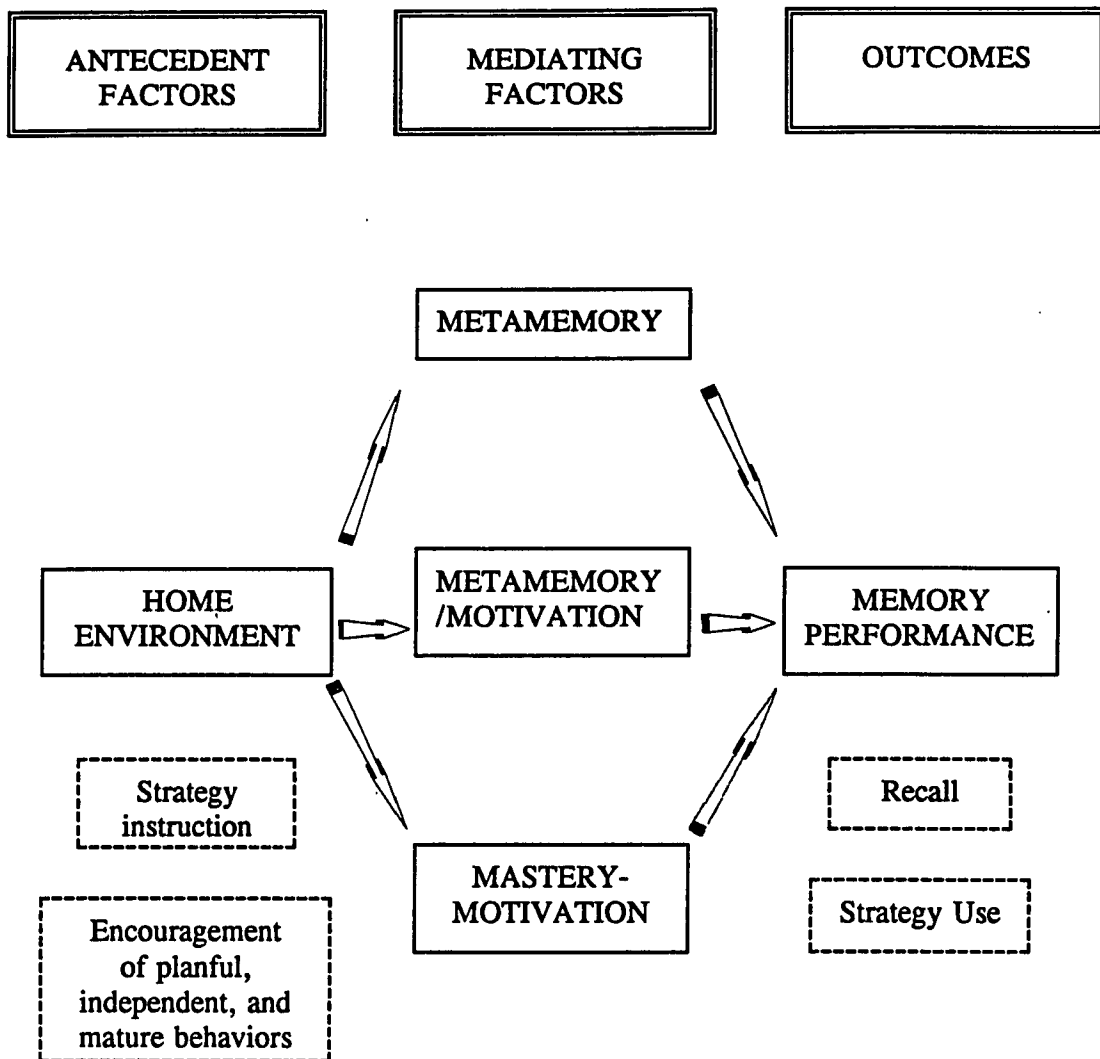 ANTECEDENT
FACTORS
MEDIATING
FACTORS
OUTCOMES
METAMEMORY
HOME
ENVIRONMENT
METAMEMORY
/MOTIVATION
MEMORY
PERFORMANCE
Strategy
instruction
Recall
MASTERY-
MOTIVATION
Strategy Use
Encouragement
of planful,
independent, and
mature behaviors